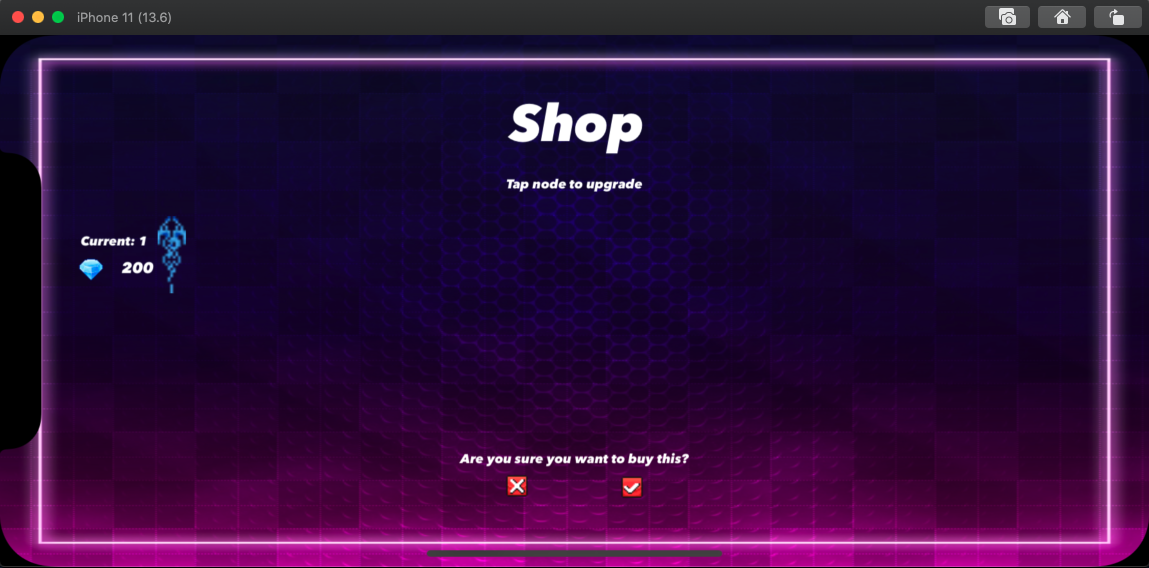 iPhone 11 (13.6)
Shop
Tap node to upgrade
Current: 1
200
Are you sure you want to buy this?